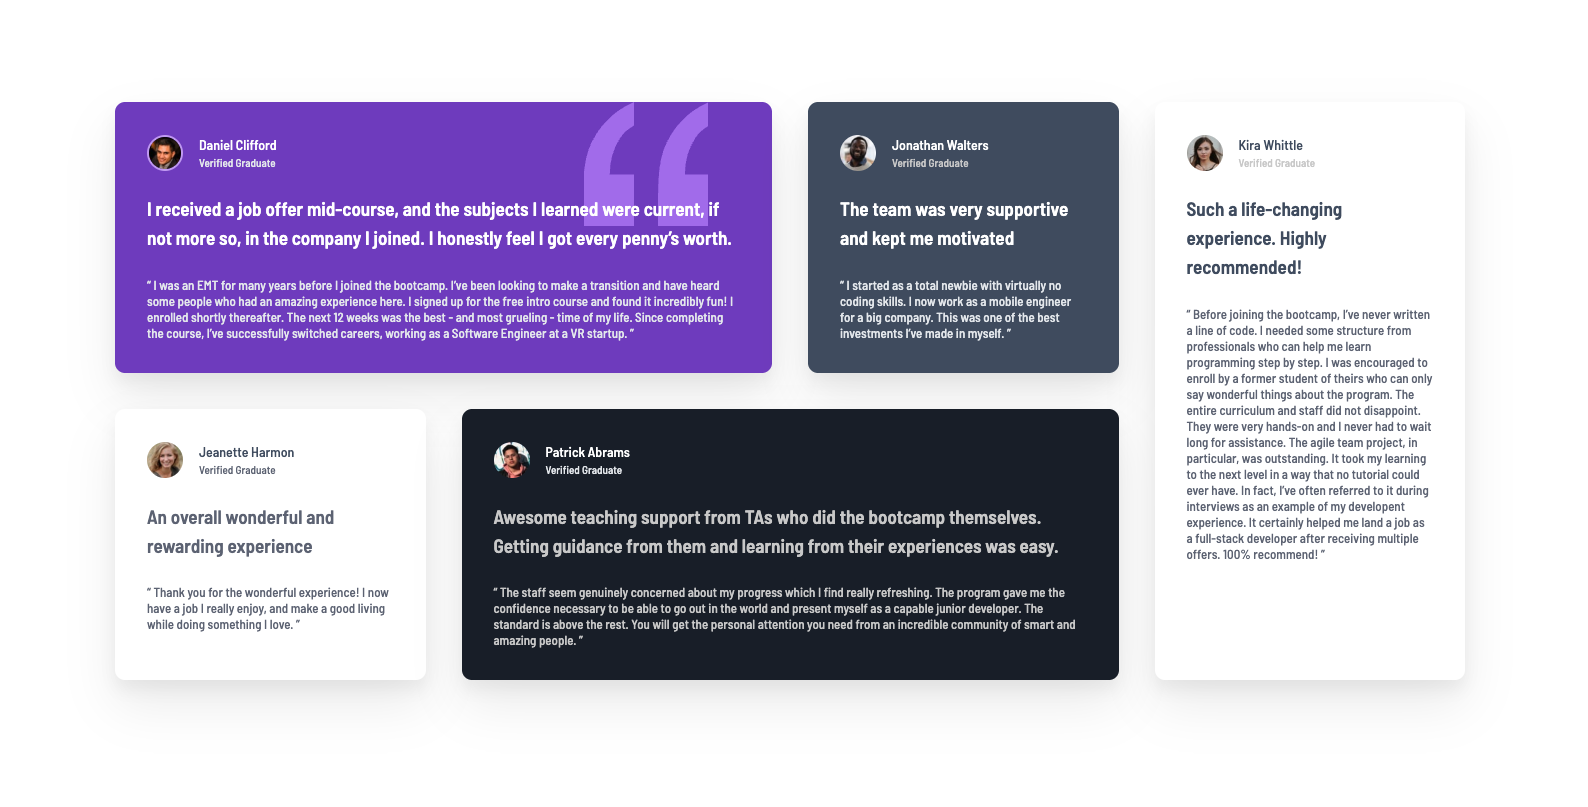 Daniel Clifford
Verified Graduate
I received a job offer mid-course, and the subjects I learned were current, if
not more so, in the company I joined. I honestly feel I got every penny’s worth.
“ I was an EMT for many years before I joined the bootcamp. I’ve been looking to make a transition and have heard
some people who had an amazing experience here. I signed up for the free intro course and found it incredibly fun! I
enrolled shortly thereafter. The next 12 weeks was the best - and most grueling - time of my life. Since completing
the course, I’ve successfully switched careers, working as a Software Engineer at a VR startup. ”
Jonathan Walters
Verified Graduate
The team was very supportive
and kept me motivated
“ I started as a total newbie with virtually no
coding skills. I now work as a mobile engineer
for a big company. This was one of the best
investments I’ve made in myself. ”
Kira Whittle
Verified Graduate
Such a life-changing
experience. Highly
recommended!
“ Before joining the bootcamp, I’ve never written
a line of code. I needed some structure from
professionals who can help me learn
programming step by step. I was encouraged to
enroll by a former student of theirs who can only
say wonderful things about the program. The
entire curriculum and staff did not disappoint.
They were very hands-on and I never had to wait
long for assistance. The agile team project, in
particular, was outstanding. It took my learning
to the next level in a way that no tutorial could
ever have. In fact, I’ve often referred to it during
interviews as an example of my developent
experience. It certainly helped me land a job as
a full-stack developer after receiving multiple
offers. 100% recommend! ”
Jeanette Harmon
Verified Graduate
An overall wonderful and
rewarding experience
“ Thank you for the wonderful experience! I now
have a job I really enjoy, and make a good living
while doing something I love. ”
Patrick Abrams
Verified Graduate
Awesome teaching support from TAs who did the bootcamp themselves.
Getting guidance from them and learning from their experiences was easy.
“ The staff seem genuinely concerned about my progress which I find really refreshing. The program gave me the
confidence necessary to be able to go out in the world and present myself as a capable junior developer. The
standard is above the rest. You will get the personal attention you need from an incredible community of smart and
amazing people. ”